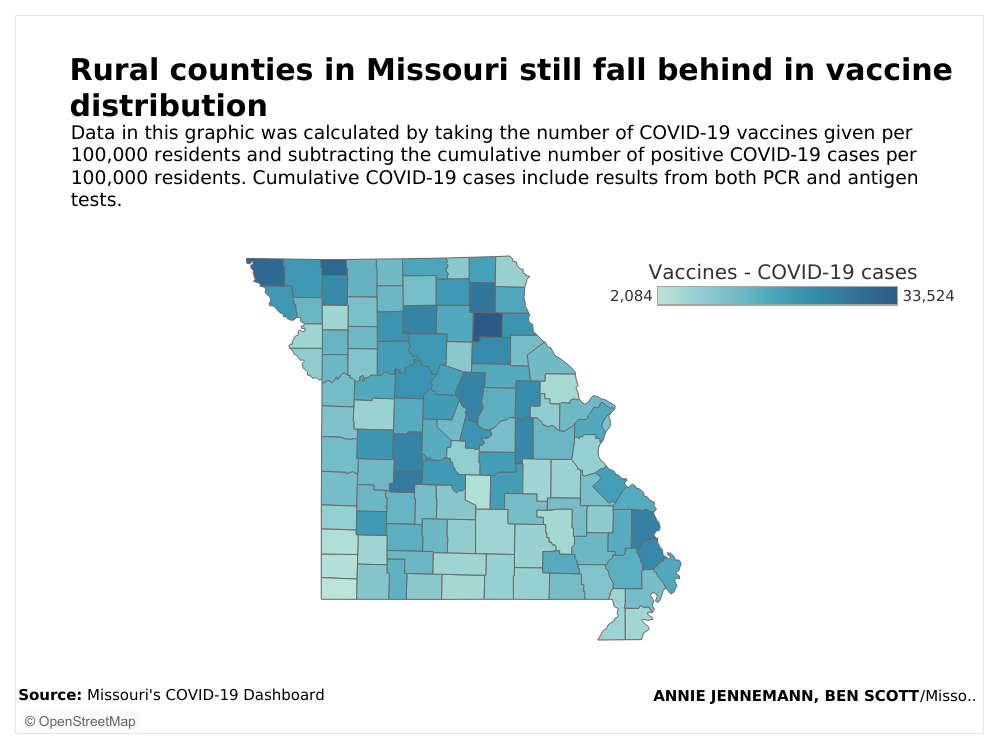 Rural counties in Missouri still fall behind in vaccine
distribution
Data in this graphic was calculated by taking the number of COVID-19 vaccines given per
100,000 residents and subtracting the cumulative number of positive COVID-19 cases per
100,000 residents. Cumulative COVID-19 cases include results from both PCR and antigen
tests.
Vaccines - COVID-19 cases
2,084 33,524
Source: Missouri's COVID-19 Dashboard
ANNIE JENNEMANN, BEN SCOTT/Misso..
© OpenStreetMap